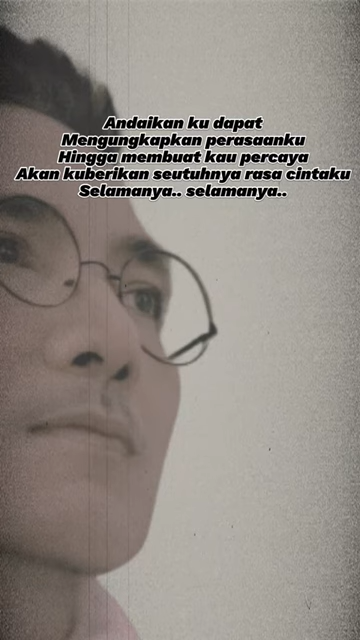 Andaikan ku dapat
Mengungkapkan perasaanku
Hingga membuat kau percaya
Akan kuberikan seutuhnya rasa cintaku
Selamanya.. selamanya..